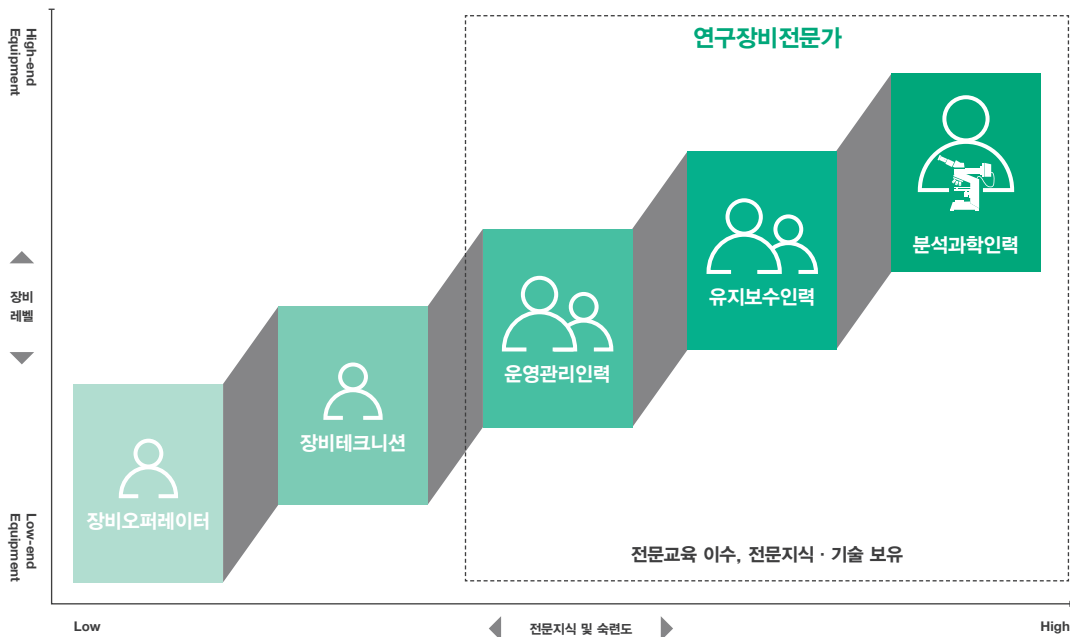 High-end
Equipment
연구장비전문가
분석과학인력
유지보수인력
장비
레벨
운영관리인력
장비테크니션
장비오퍼레이터
Low-end
Equipment
전문교육 이수, 전문지식 · 기술 보유
Low
전문지식 및 숙련도
High